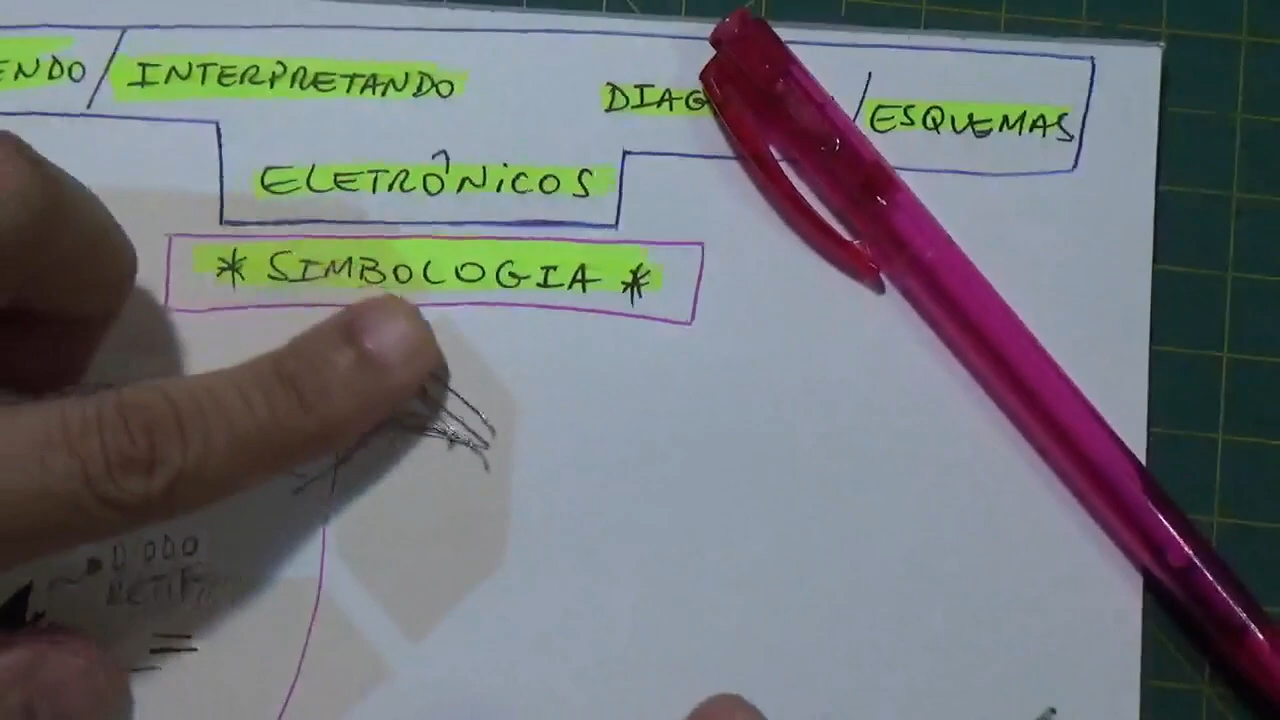 ENDO / INTERPRETANDO DIAG / ESQUEMAS
ELETRÔNICOS
* SIMBOLOGIA *